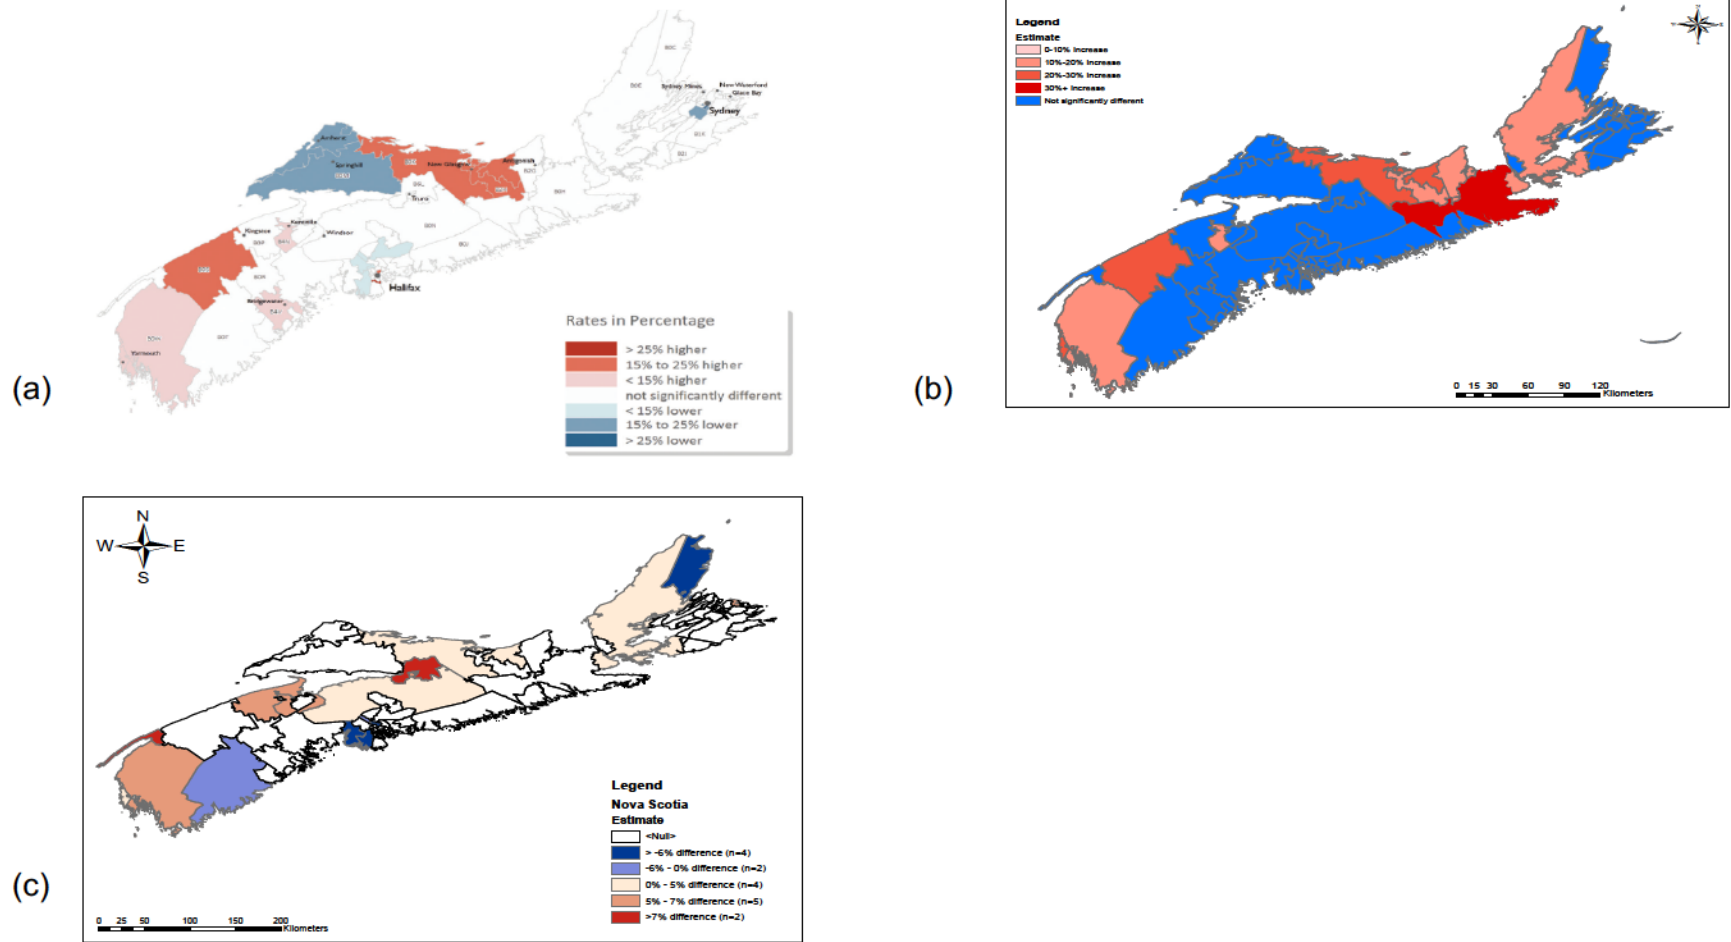 (a)
Amherst
Springhill
New Glasgow
Antigonish
Truro
Kentville
Kingston
Windsor
Bridgewater
Yarmouth
Halifax
Sydney Mines
New Waterford
Glace Bay
Sydney
Rates in Percentage
> 25% higher
15% to 25% higher
< 15% higher
not significantly different
< 15% lower
15% to 25% lower
> 25% lower
(b)
Legend
Estimate
0-10% Increase
10%-20% Increase
20%-30% Increase
30%+ Increase
Not significantly different
0 15 30 60 90 120
Kilometers
(c)
N
W E
S
Legend
Nova Scotia
Estimate
<Null>
> -6% difference (n=4)
-6% - 0% difference (n=2)
0% - 5% difference (n=4)
5% - 7% difference (n=5)
>7% difference (n=2)
0 25 50 100 150 200
Kilometers